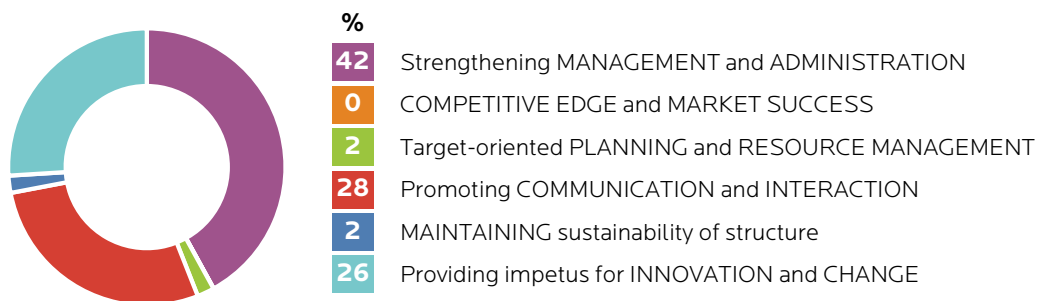 %
42 Strengthening MANAGEMENT and ADMINISTRATION
0 COMPETITIVE EDGE and MARKET SUCCESS
2 Target-oriented PLANNING and RESOURCE MANAGEMENT
28 Promoting COMMUNICATION and INTERACTION
2 MAINTAINING sustainability of structure
26 Providing impetus for INNOVATION and CHANGE